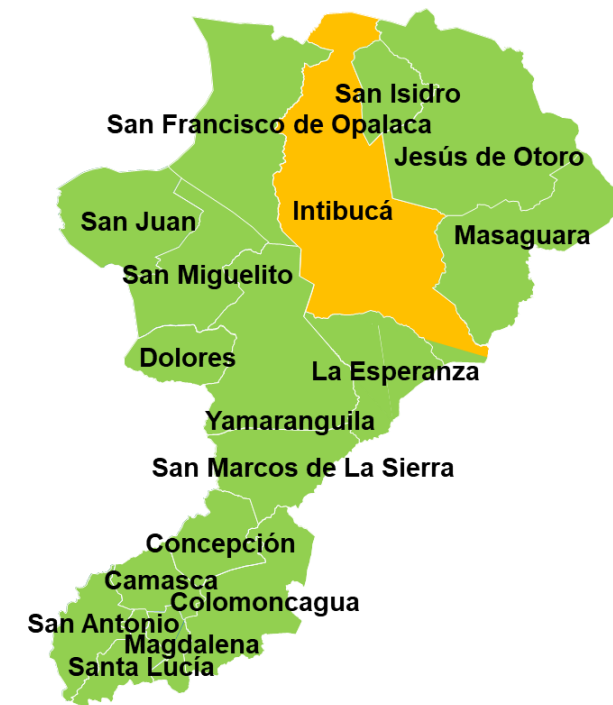 San Isidro
San Francisco de Opalaca
Jesús de Otoro
Intibucá
San Juan
Masaguara
San Miguelito
Dolores
La Esperanza
Yamaranguila
San Marcos de La Sierra
Concepción
Camasca
Colomoncagua
San Antonio
Magdalena
Santa Lucía